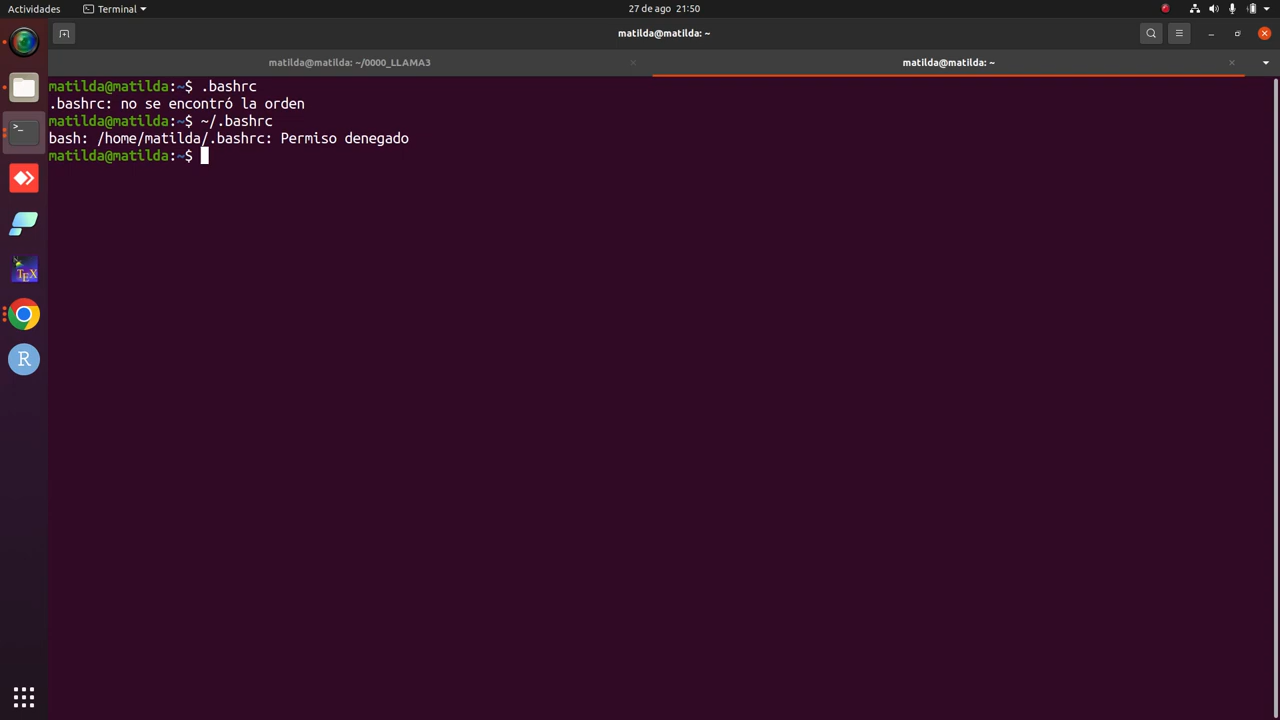 Actividades Terminal 27 de ago 21:50
matilda@matilda: ~
matilda@matilda: ~/0000_LLAMA3 matilda@matilda: ~
matilda@matilda:~$ .bashrc
.bashrc: no se encontró la orden
matilda@matilda:~$ ~/.bashrc
bash: /home/matilda/.bashrc: Permiso denegado
matilda@matilda:~$
>_
TEX
R